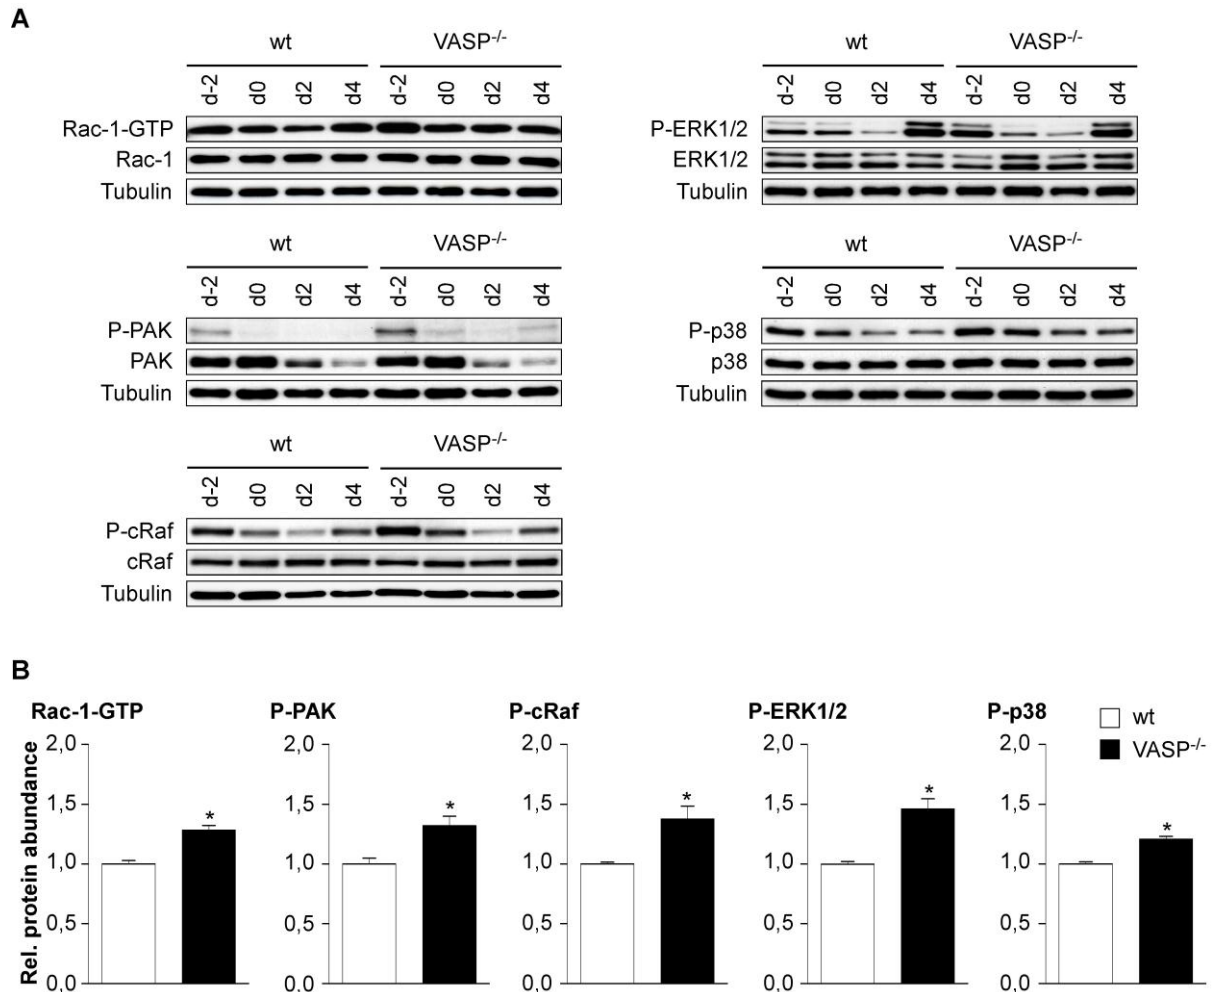 A
wt VASP-/-
d-2 d0 d2 d4 d-2 d0 d2 d4
Rac-1-GTP
Rac-1
Tubulin
wt VASP-/-
d-2 d0 d2 d4 d-2 d0 d2 d4
P-ERK1/2
ERK1/2
Tubulin
wt VASP-/-
d-2 d0 d2 d4 d-2 d0 d2 d4
P-PAK
PAK
Tubulin
wt VASP-/-
d-2 d0 d2 d4 d-2 d0 d2 d4
P-p38
p38
Tubulin
wt VASP-/-
d-2 d0 d2 d4 d-2 d0 d2 d4
P-cRaf
cRaf
Tubulin
B
Rel. protein abundance
Rac-1-GTP
2,0
1,5
1,0
0,5
0,0
*
P-PAK
2,0
1,5
1,0
0,5
0,0
*
P-cRaf
2,0
1,5
1,0
0,5
0,0
*
P-ERK1/2
2,0
1,5
1,0
0,5
0,0
*
P-p38
2,0
1,5
1,0
0,5
0,0
*
wt
VASP-/-